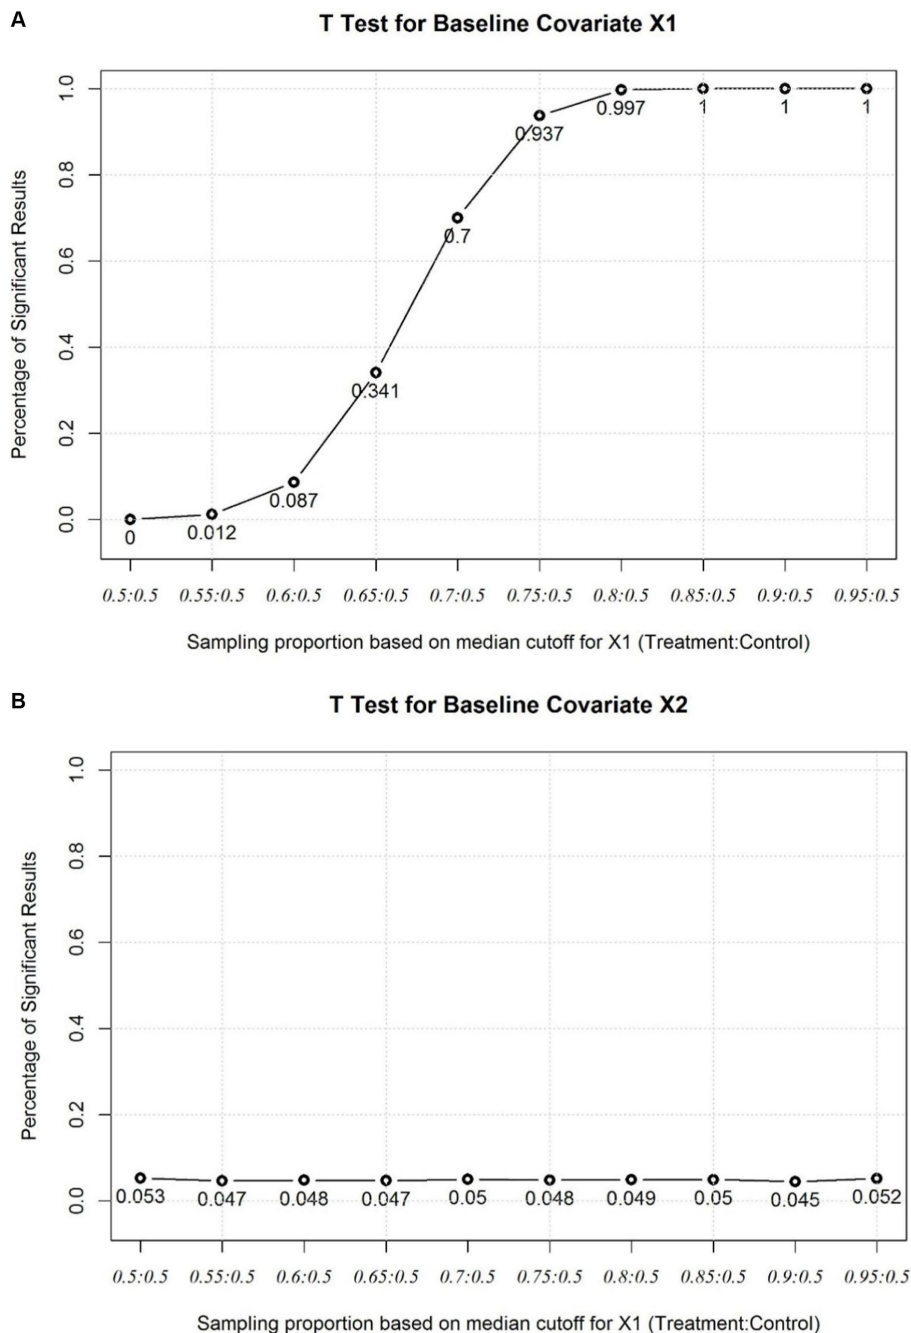 A
T Test for Baseline Covariate X1
Percentage of Significant Results
1.0
0.8
0.6
0.4
0.2
0.0
0
0.012
0.087
0.341
0.7
0.937
0.997
1
1
1
0.5:0.5 0.55:0.5 0.6:0.5 0.65:0.5 0.7:0.5 0.75:0.5 0.8:0.5 0.85:0.5 0.9:0.5 0.95:0.5
Sampling proportion based on median cutoff for X1 (Treatment:Control)
B
T Test for Baseline Covariate X2
Percentage of Significant Results
1.0
0.8
0.6
0.4
0.2
0.0
0.053 0.047 0.048 0.047 0.05 0.048 0.049 0.05 0.045 0.052
0.5:0.5 0.55:0.5 0.6:0.5 0.65:0.5 0.7:0.5 0.75:0.5 0.8:0.5 0.85:0.5 0.9:0.5 0.95:0.5
Sampling proportion based on median cutoff for X1 (Treatment:Control)